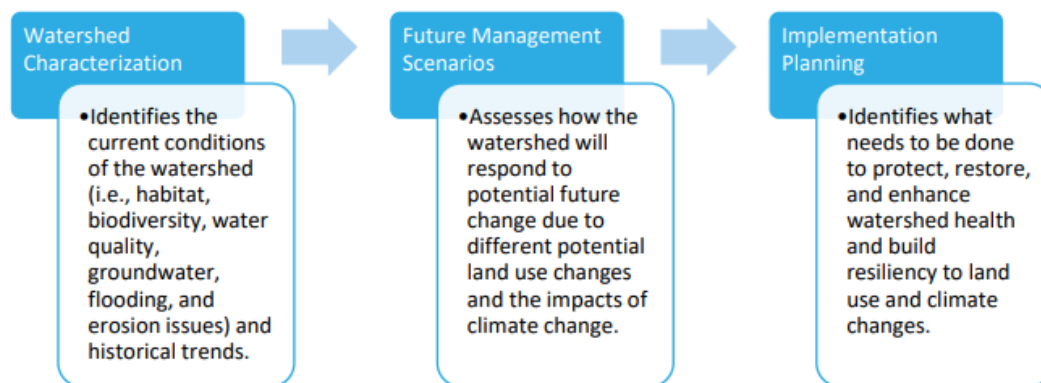 Watershed
Characterization
•Identifies the
current conditions
of the watershed
(i.e., habitat,
biodiversity, water
quality,
groundwater,
flooding, and
erosion issues) and
historical trends.
Future Management
Scenarios
•Assesses how the
watershed will
respond to
potential future
change due to
different potential
land use changes
and the impacts of
climate change.
Implementation
Planning
•Identifies what
needs to be done
to protect, restore,
and enhance
watershed health
and build
resiliency to land
use and climate
changes.